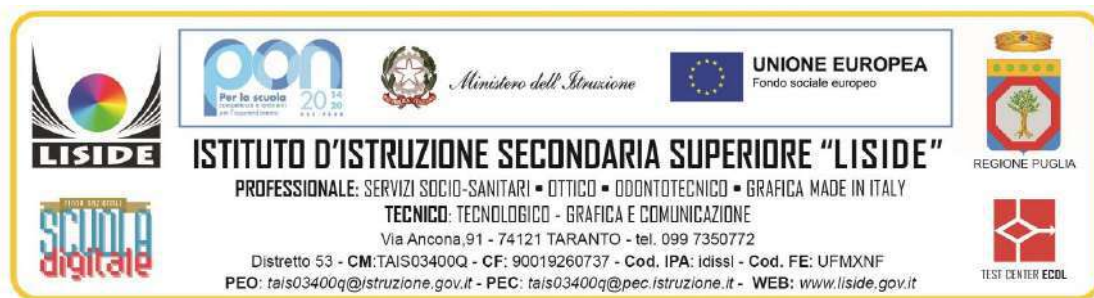 LISIDE
PIANO NAZIONALE
SCUOLA
digitale
pon
Per la scuola
2014
20
Ministero dell'Istruzione
UNIONE EUROPEA
Fondo sociale europeo
ISTITUTO D'ISTRUZIONE SECONDARIA SUPERIORE "LISIDE"
PROFESSIONALE: SERVIZI SOCIO-SANITARI • OTTICO • ODONTOTECNICO • GRAFICA MADE IN ITALY
TECNICO: TECNOLOGICO - GRAFICA E COMUNICAZIONE
Via Ancona,91 - 74121 TARANTO - tel. 099 7350772
Distretto 53 - CM:TAIS03400Q - CF: 90019260737 - Cod. IPA: idissl - Cod. FE: UFMXNF
PEO: tais03400q@istruzione.gov.it - PEC: tais03400q@pec.istruzione.it - WEB: www.liside.gov.it
REGIONE PUGLIA
TEST CENTER ECDL